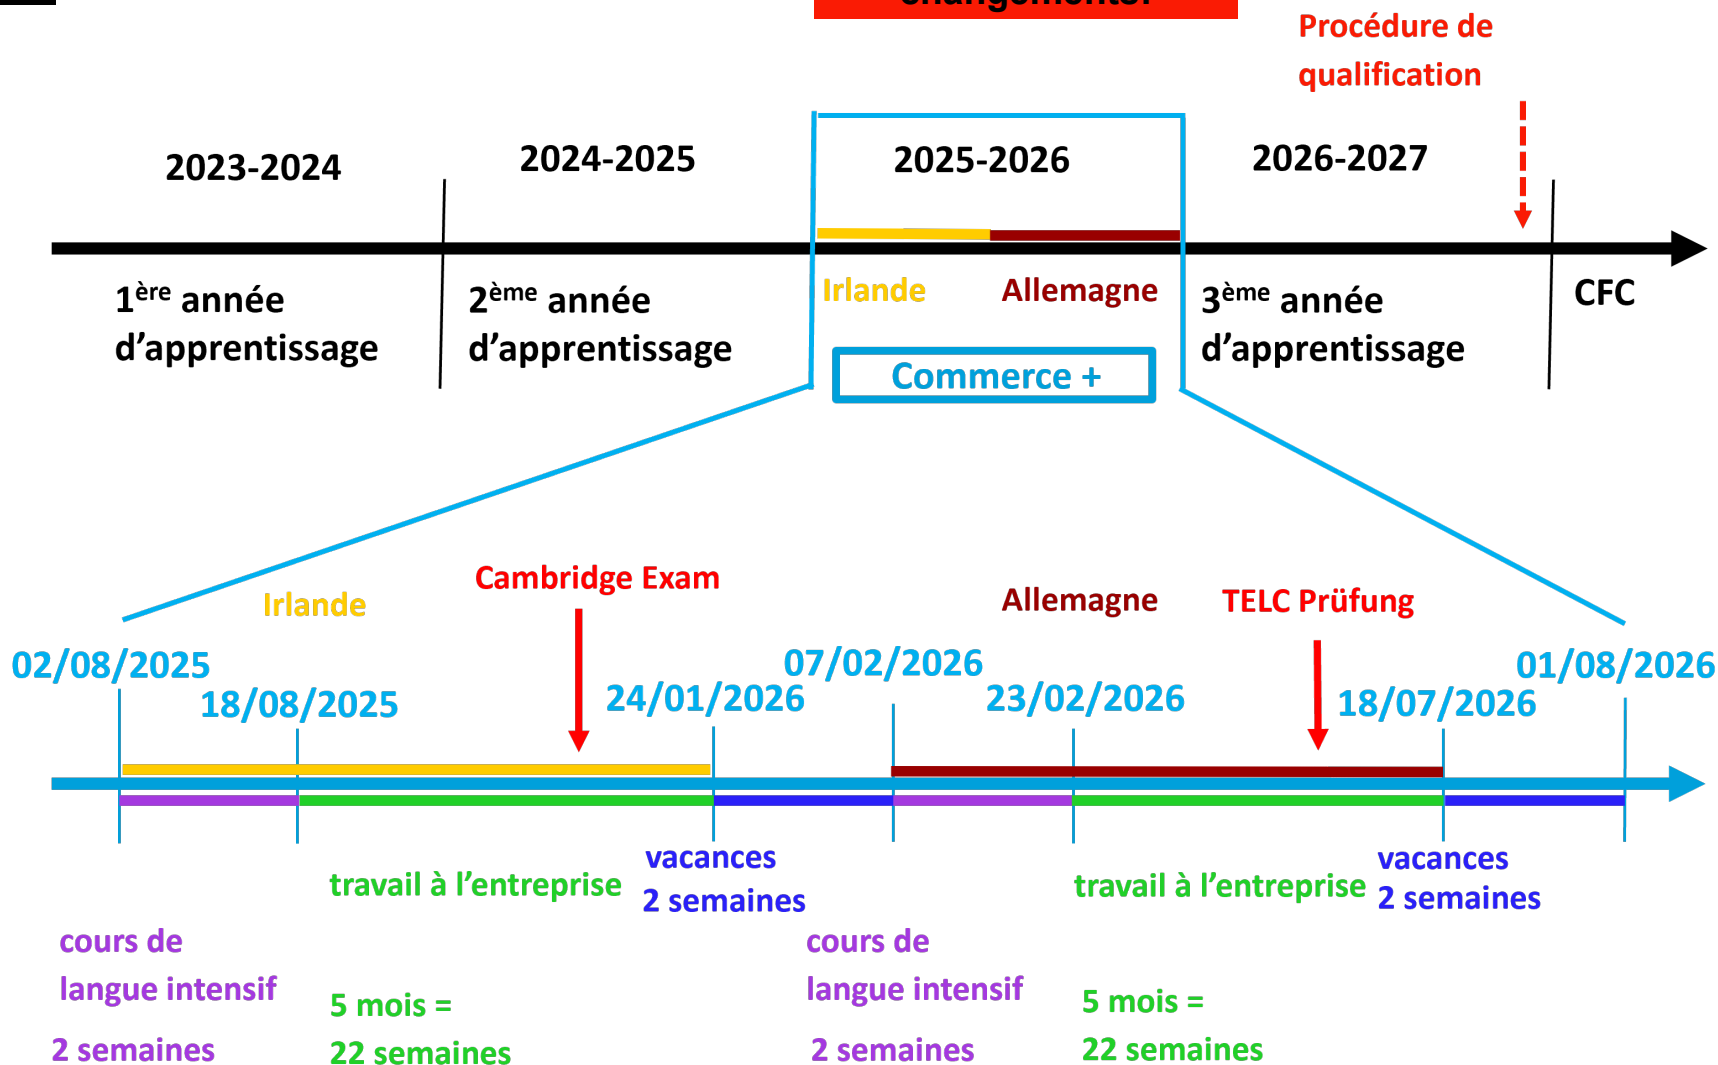 changements!
Procédure de
qualification
2023-2024
2024-2025
2025-2026
2026-2027
Irlande
Allemagne
1ère année
d’apprentissage
2ème année
d’apprentissage
3ème année
d’apprentissage
CFC
Commerce +
Irlande
Cambridge Exam
Allemagne
TELC Prüfung
02/08/2025
18/08/2025
24/01/2026
07/02/2026
23/02/2026
18/07/2026
01/08/2026
travail à l’entreprise
vacances
2 semaines
travail à l’entreprise
vacances
2 semaines
cours de
langue intensif
2 semaines
5 mois =
22 semaines
cours de
langue intensif
2 semaines
5 mois =
22 semaines